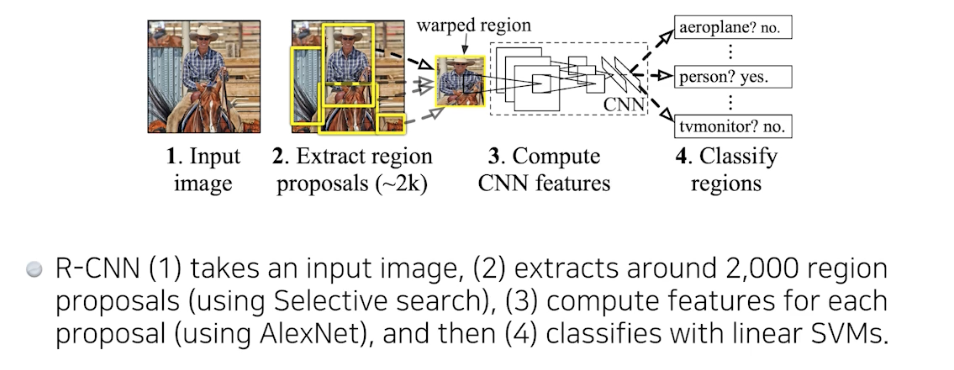 warped region
aeroplane? no.
person? yes.
CNN
tvmonitor? no.
1. Input
image
2. Extract region
proposals (~2k)
3. Compute
CNN features
4. Classify
regions
R-CNN (1) takes an input image, (2) extracts around 2,000 region
proposals (using Selective search), (3) compute features for each
proposal (using AlexNet), and then (4) classifies with linear SVMs.